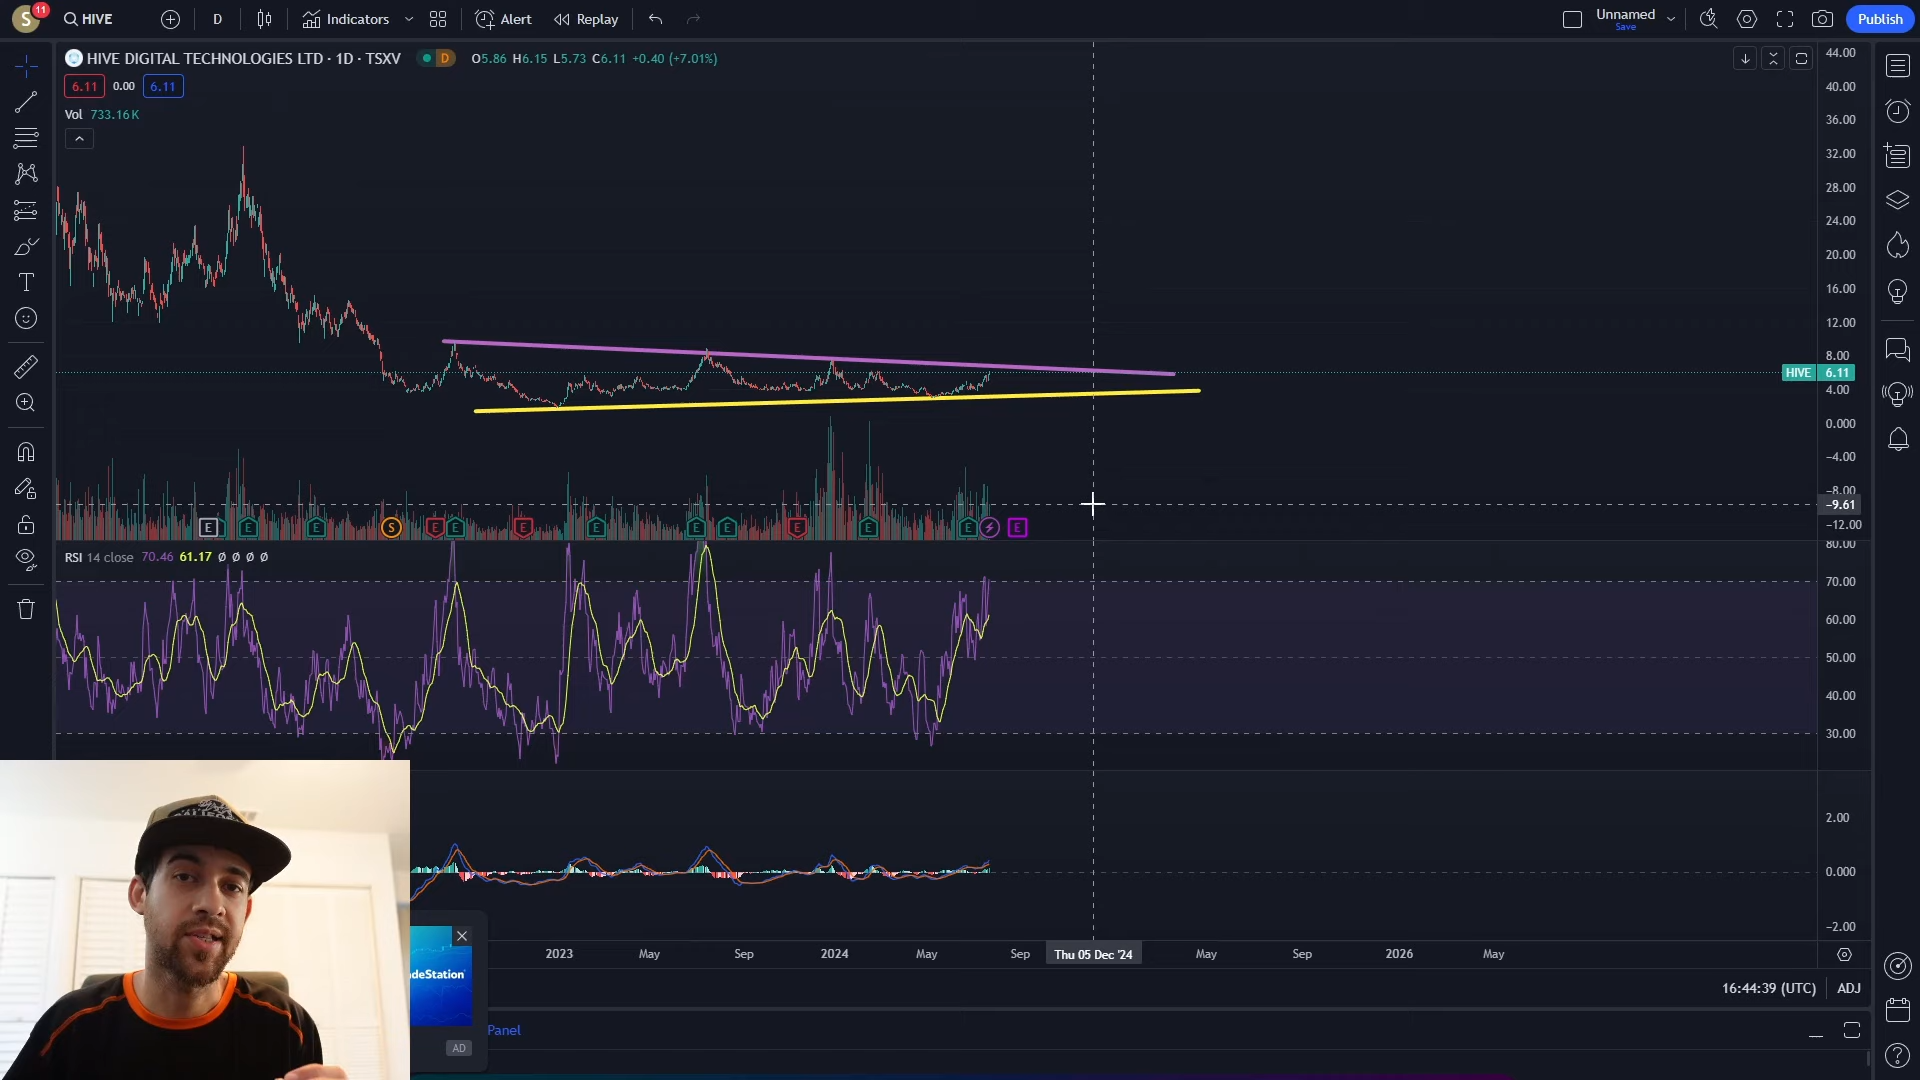 S 11 HIVE D Indicators Alert Replay Unnamed Save Publish
HIVE DIGITAL TECHNOLOGIES LTD · 1D · TSXV D O5.86 H6.15 L5.73 C6.11 +0.40 (+7.01%)
6.11 0.00 6.11
Vol 733.16K
44.00
40.00
36.00
32.00
28.00
24.00
20.00
16.00
12.00
8.00
HIVE 6.11
4.00
0.000
−4.00
−8.00
−9.61
−12.00
E E E S E E E E E E E E E E
RSI 14 close 70.46 61.17 Ø Ø Ø Ø
80.00
70.00
60.00
50.00
40.00
30.00
2.00
0.000
−2.00
2023 May Sep 2024 May Sep Thu 05 Dec '24 May Sep 2026 May
deStation
16:44:39 (UTC) ADJ
Panel
AD